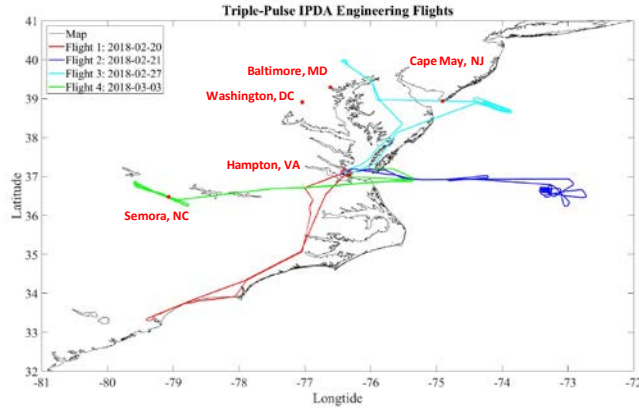 Triple-Pulse IPDA Engineering Flights
Map
Flight 1: 2018-02-20
Flight 2: 2018-02-21
Flight 3: 2018-02-27
Flight 4: 2018-03-03
Baltimore, MD
Cape May, NJ
Washington, DC
Hampton, VA
Semora, NC
Latitude
41
40
39
38
37
36
35
34
33
32
-81
-80
-79
-78
-77
-76
-75
-74
-73
-72
Longtide